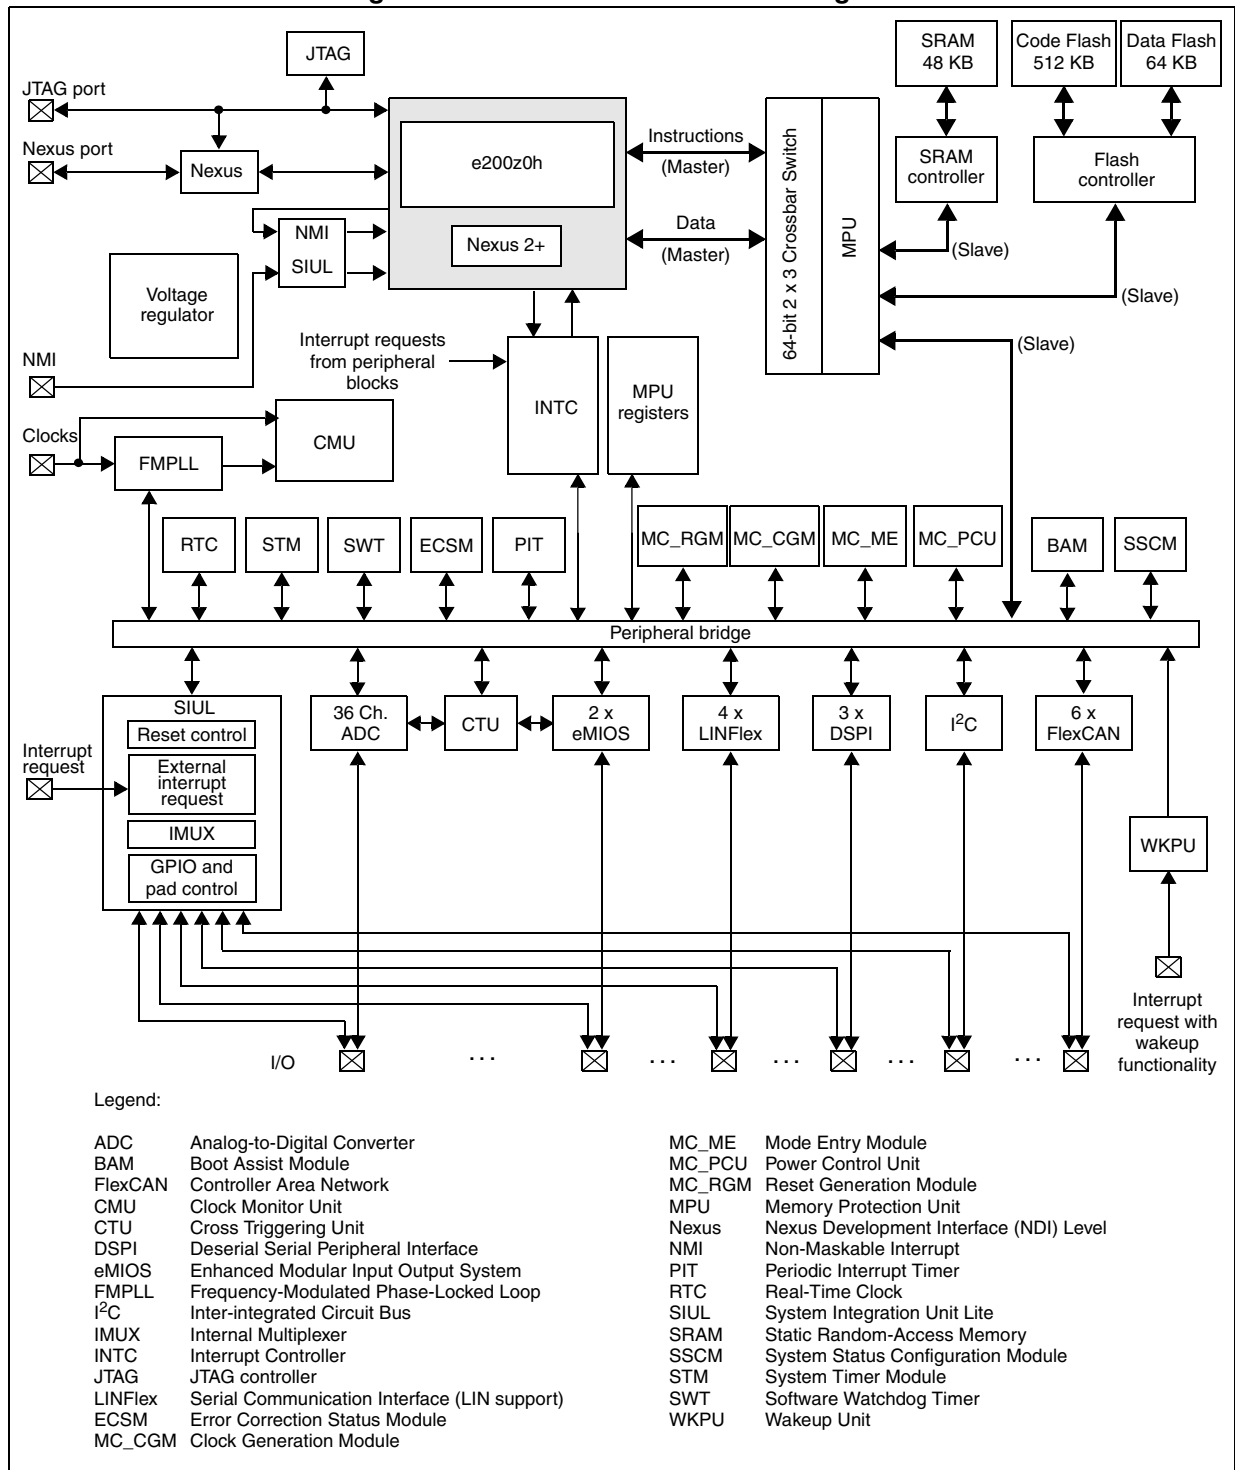 JTAG
SRAM
48 KB
Code Flash
512 KB
Data Flash
64 KB
JTAG port
Nexus port
Nexus
e200z0h
Nexus 2+
Instructions
(Master)
Data
(Master)
64-bit 2 x 3 Crossbar Switch
MPU
SRAM
controller
Flash
controller
(Slave)
(Slave)
(Slave)
NMI
SIUL
Voltage
regulator
NMI
Interrupt requests
from peripheral
blocks
INTC
MPU
registers
Clocks
CMU
FMPLL
RTC
STM
SWT
ECSM
PIT
MC_RGM
MC_CGM
MC_ME
MC_PCU
BAM
SSCM
Peripheral bridge
SIUL
Reset control
External
interrupt
request
IMUX
GPIO and
pad control
Interrupt
request
36 Ch.
ADC
CTU
2 x
eMIOS
4 x
LINFlex
3 x
DSPI
I2C
6 x
FlexCAN
WKPU
Interrupt
request with
wakeup
functionality
I/O
. . .
. . .
. . .
. . .
. . .
Legend:
ADC Analog-to-Digital Converter
BAM Boot Assist Module
FlexCAN Controller Area Network
CMU Clock Monitor Unit
CTU Cross Triggering Unit
DSPI Deserial Serial Peripheral Interface
eMIOS Enhanced Modular Input Output System
FMPLL Frequency-Modulated Phase-Locked Loop
I2C Inter-integrated Circuit Bus
IMUX Internal Multiplexer
INTC Interrupt Controller
JTAG JTAG controller
LINFlex Serial Communication Interface (LIN support)
ECSM Error Correction Status Module
MC_CGM Clock Generation Module
MC_ME Mode Entry Module
MC_PCU Power Control Unit
MC_RGM Reset Generation Module
MPU Memory Protection Unit
Nexus Nexus Development Interface (NDI) Level
NMI Non-Maskable Interrupt
PIT Periodic Interrupt Timer
RTC Real-Time Clock
SIUL System Integration Unit Lite
SRAM Static Random-Access Memory
SSCM System Status Configuration Module
STM System Timer Module
SWT Software Watchdog Timer
WKPU Wakeup Unit